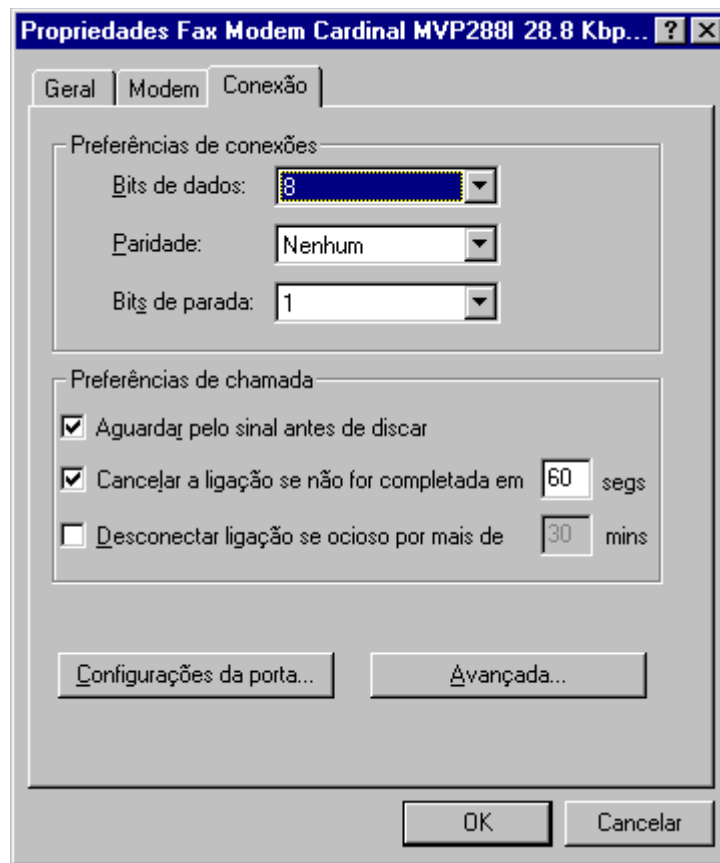 Propriedades Fax Modem Cardinal MVP288I 28.8 Kbp...
Geral Modem Conexão
Preferências de conexões
Bits de dados: 8
Paridade: Nenhum
Bits de parada: 1
Preferências de chamada
Aguardar pelo sinal antes de discar
Cancelar a ligação se não for completada em 60 segs
Desconectar ligação se ocioso por mais de 30 mins
Configurações da porta... Avançada...
OK Cancelar